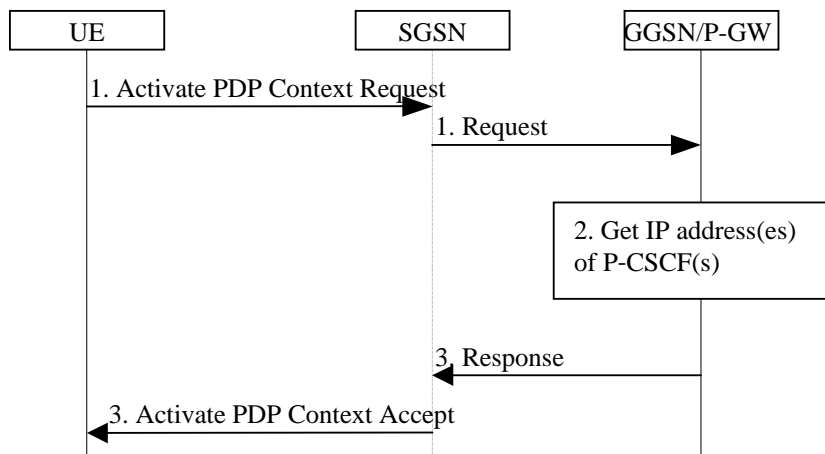 UE
SGSN
GGSN/P-GW
1. Activate PDP Context Request
1. Request
2. Get IP address(es)
of P-CSCF(s)
3. Response
3. Activate PDP Context Accept